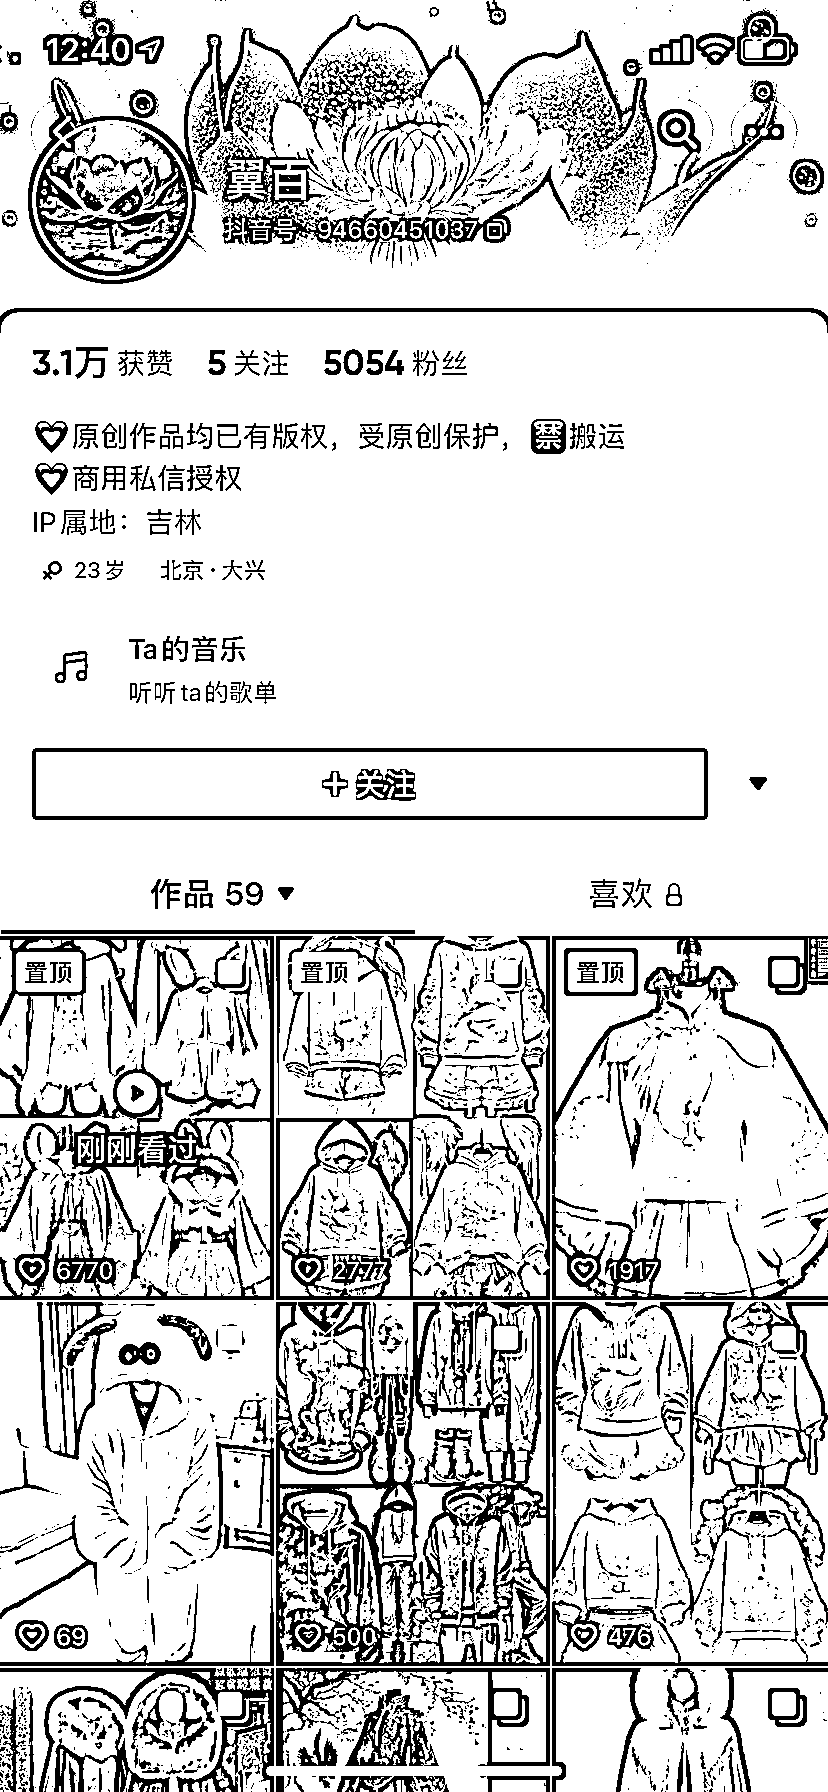 12:40
翼百
抖音号：94660451037
3.1万 获赞 5 关注 5054 粉丝
原创作品均已有版权，受原创保护，🈲搬运
商用私信授权
IP属地：吉林
23岁 北京·大兴
Ta的音乐
听听ta的歌单
关注
作品 59 喜欢
置顶 置顶 置顶
刚刚看过
6770 2777 1917
69 500 476